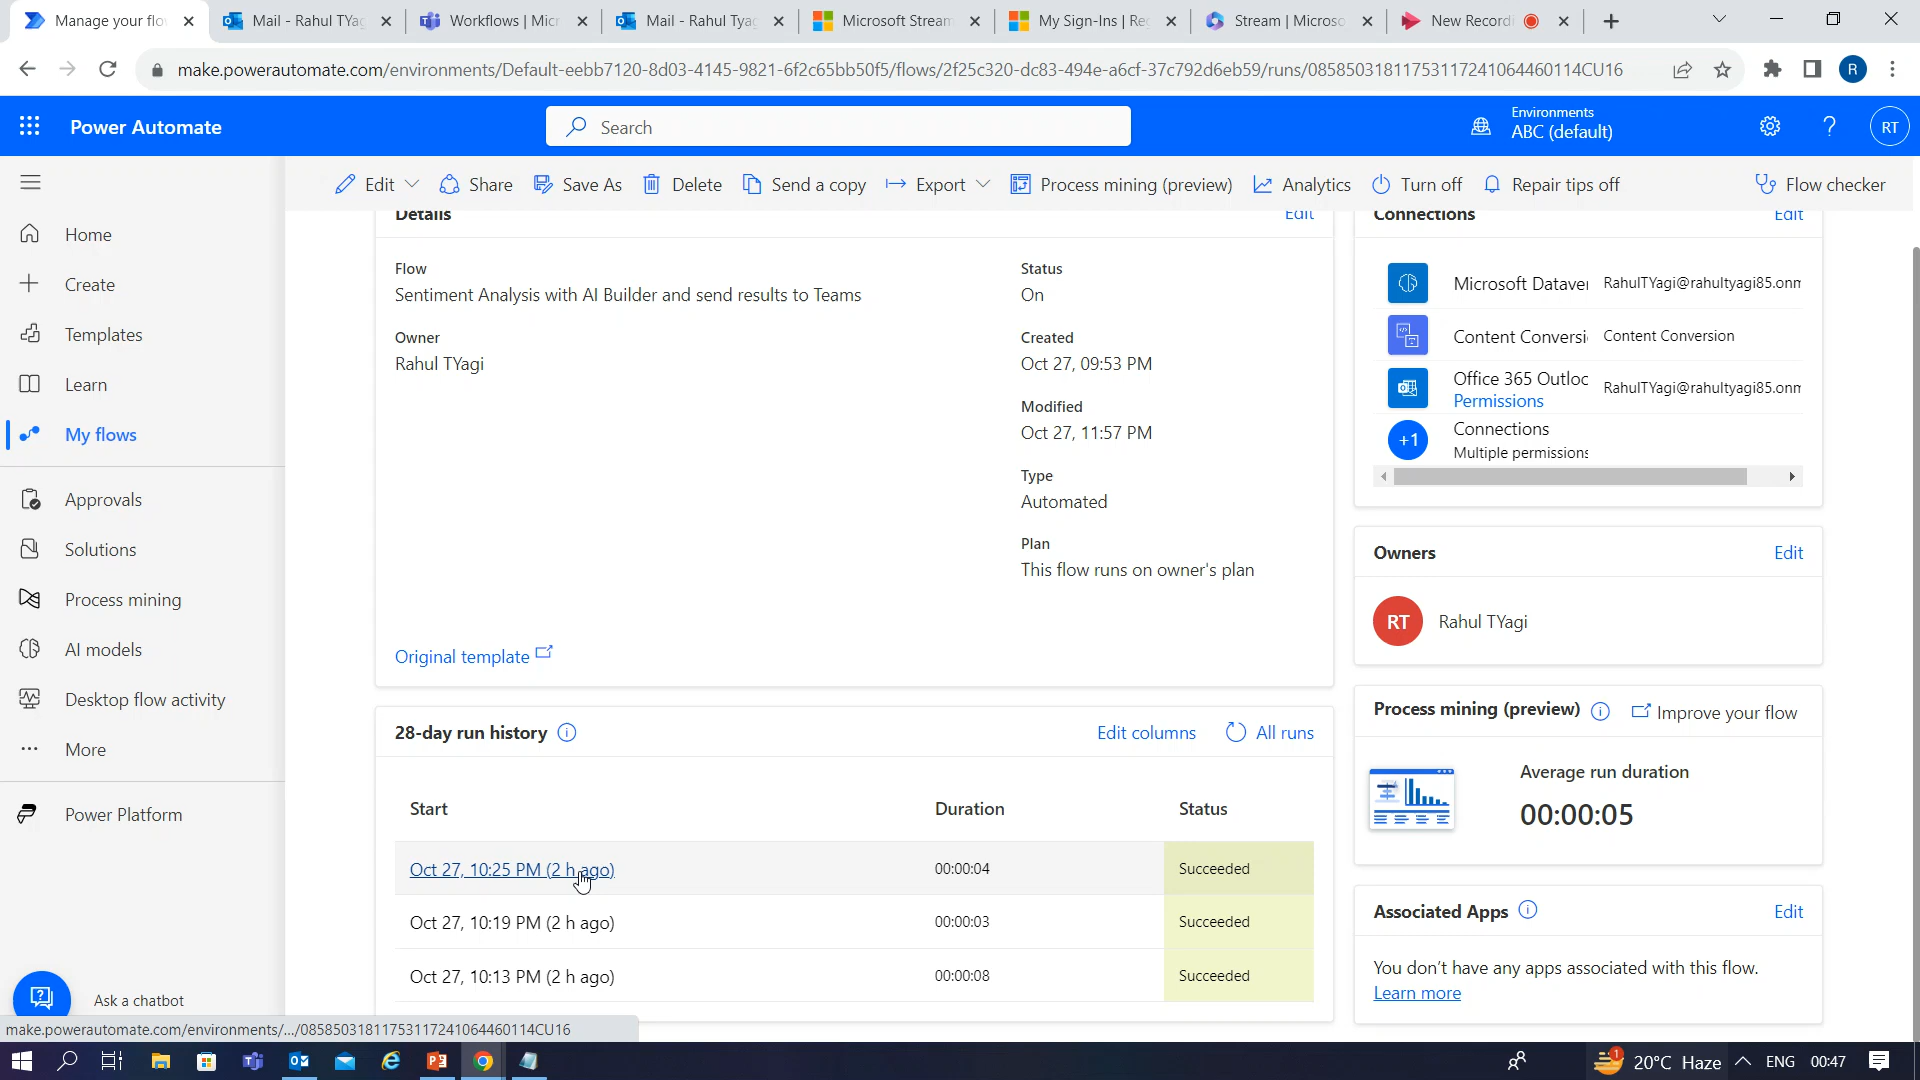 Manage your flo
Mail - Rahul TYag
Workflows | Micr
Mail - Rahul Tyag
Microsoft Stream
My Sign-Ins | Reg
Stream | Microso
New Recordi
make.powerautomate.com/environments/Default-eebb7120-8d03-4145-9821-6f2c65bb50f5/flows/2f25c320-dc83-494e-a6cf-37c792d6eb59/runs/08585031811753117241064460114CU16
R
Power Automate
Search
Environments
ABC (default)
RT
Edit
Share
Save As
Delete
Send a copy
Export
Process mining (preview)
Analytics
Turn off
Repair tips off
Flow checker
Home
Create
Templates
Learn
My flows
Approvals
Solutions
Process mining
AI models
Desktop flow activity
More
Power Platform
Ask a chatbot
Details
Edit
Flow
Sentiment Analysis with AI Builder and send results to Teams
Owner
Rahul TYagi
Status
On
Created
Oct 27, 09:53 PM
Modified
Oct 27, 11:57 PM
Type
Automated
Plan
This flow runs on owner's plan
Original template
28-day run history
Edit columns
All runs
Start Duration Status
Oct 27, 10:25 PM (2 h ago) 00:00:04 Succeeded
Oct 27, 10:19 PM (2 h ago) 00:00:03 Succeeded
Oct 27, 10:13 PM (2 h ago) 00:00:08 Succeeded
Connections
Edit
Microsoft Dataver RahulTYagi@rahultyagi85.onm
Content Conversi Content Conversion
Office 365 Outloc RahulTYagi@rahultyagi85.onm
Permissions
+1
Connections
Multiple permissions
Owners
Edit
RT
Rahul TYagi
Process mining (preview)
Improve your flow
Average run duration
00:00:05
Associated Apps
Edit
You don't have any apps associated with this flow.
Learn more
make.powerautomate.com/environments/.../08585031811753117241064460114CU16
1
20°C Haze
ENG
00:47